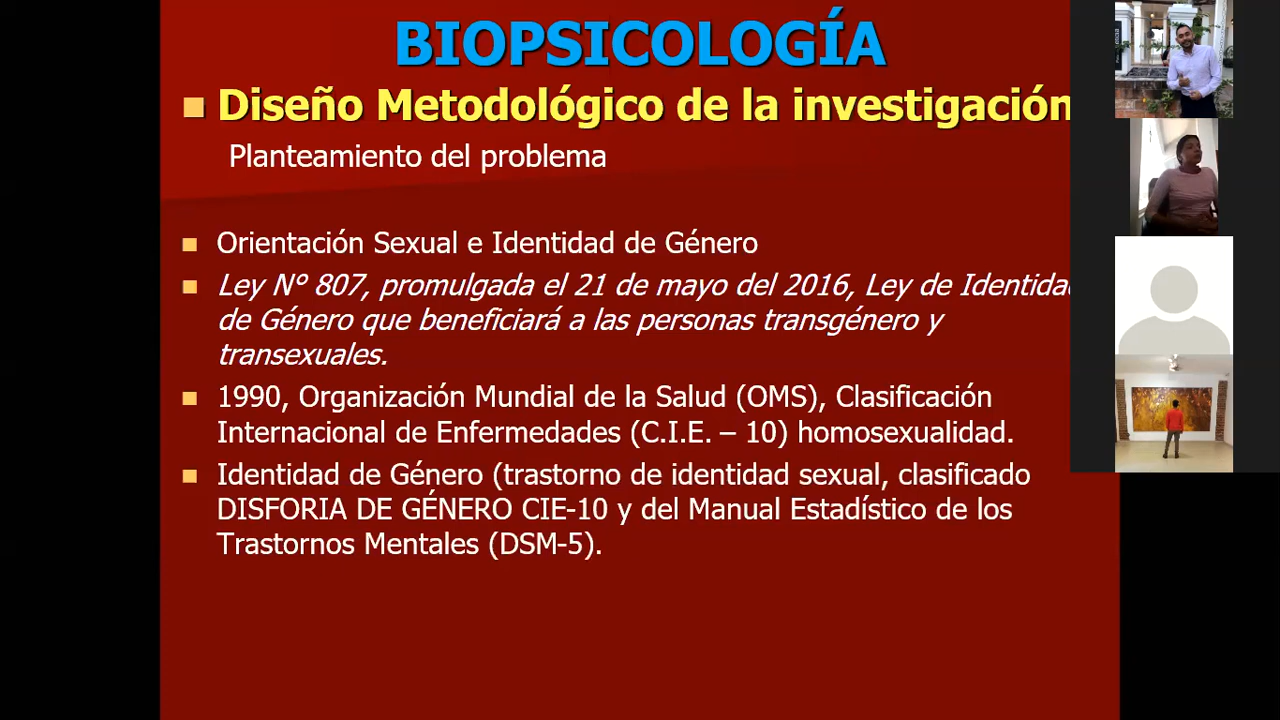 BIOPSICOLOGÍA
Diseño Metodológico de la investigación
Planteamiento del problema
Orientación Sexual e Identidad de Género
Ley N° 807, promulgada el 21 de mayo del 2016, Ley de Identidad
de Género que beneficiará a las personas transgénero y
transexuales.
1990, Organización Mundial de la Salud (OMS), Clasificación
Internacional de Enfermedades (C.I.E. – 10) homosexualidad.
Identidad de Género (trastorno de identidad sexual, clasificado
DISFORIA DE GÉNERO CIE-10 y del Manual Estadístico de los
Trastornos Mentales (DSM-5).